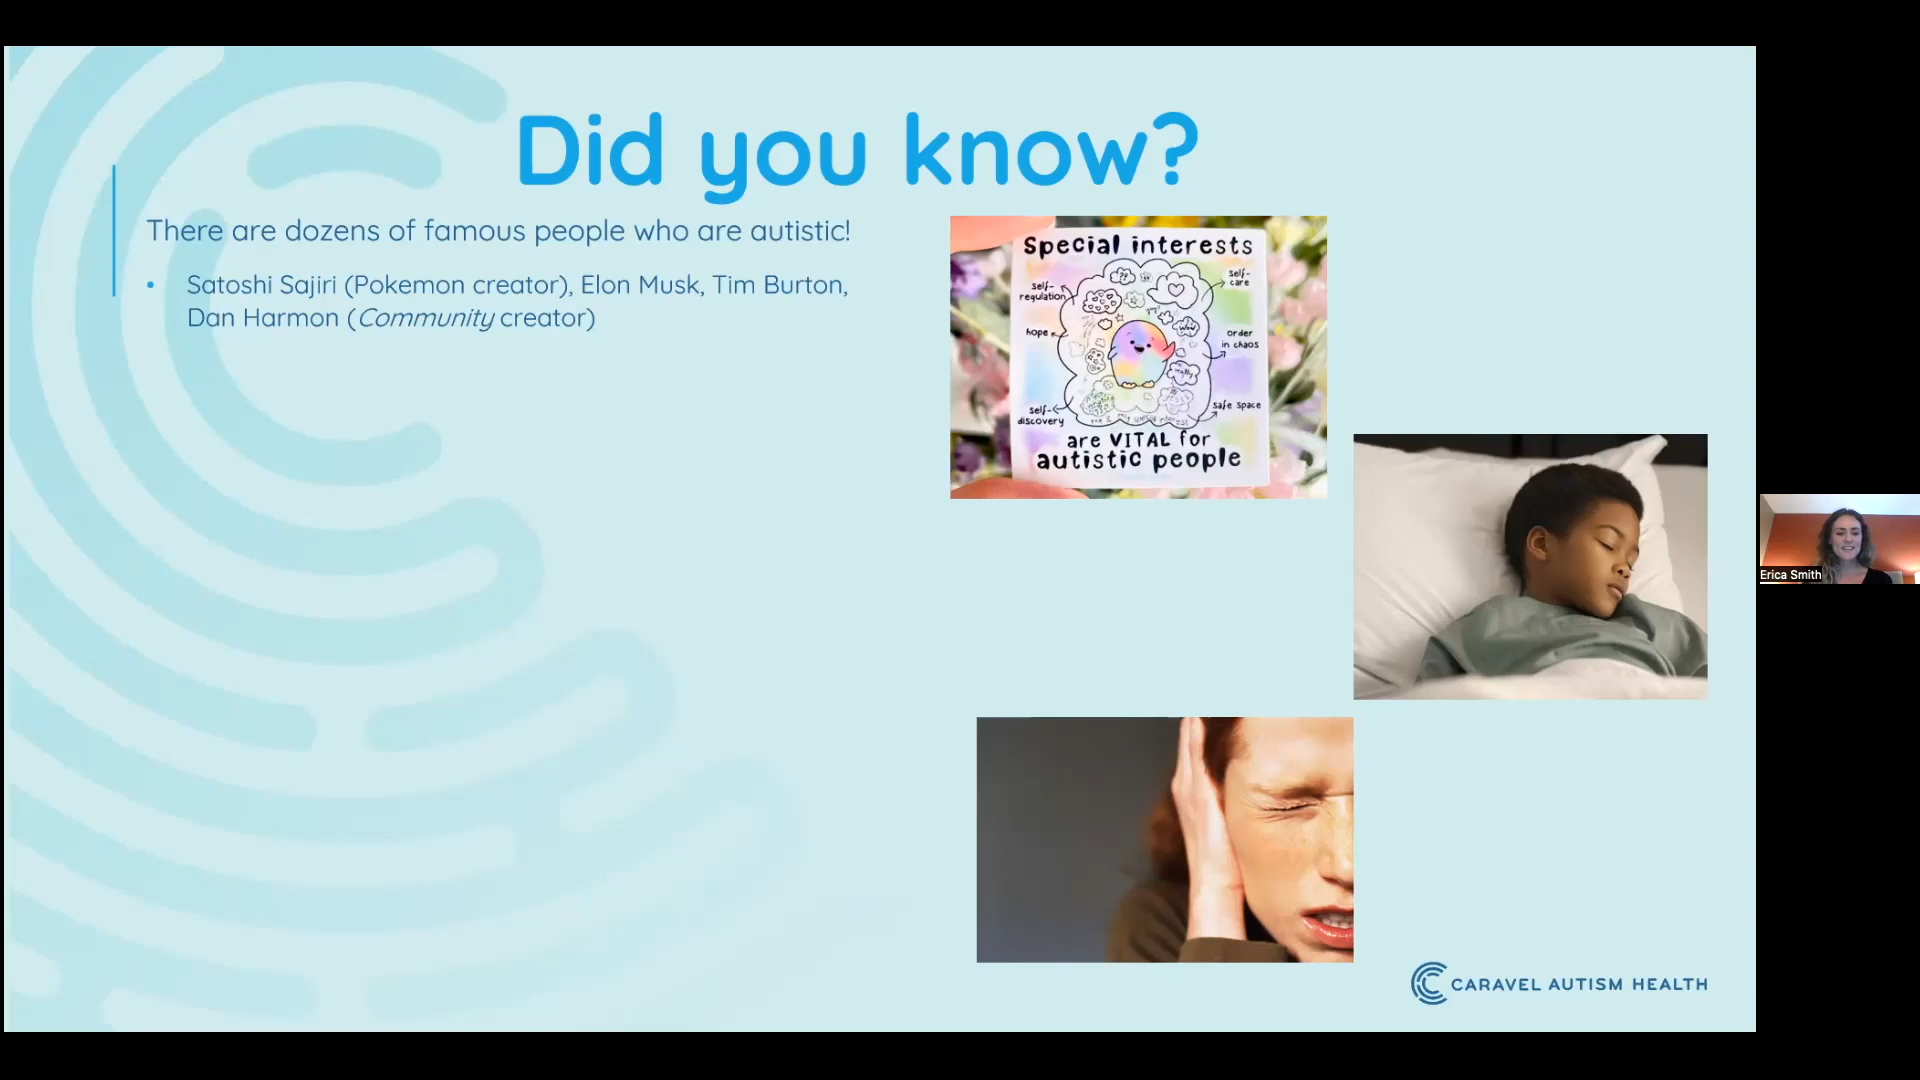 Did you know?
There are dozens of famous people who are autistic!
• Satoshi Sajiri (Pokemon creator), Elon Musk, Tim Burton,
Dan Harmon (Community creator)
Special interests
self-
regulation
self-
care
hope
order
in chaos
wow
really
self-
discovery
safe space
are VITAL for
autistic people
Erica Smith
CARAVEL AUTISM HEALTH